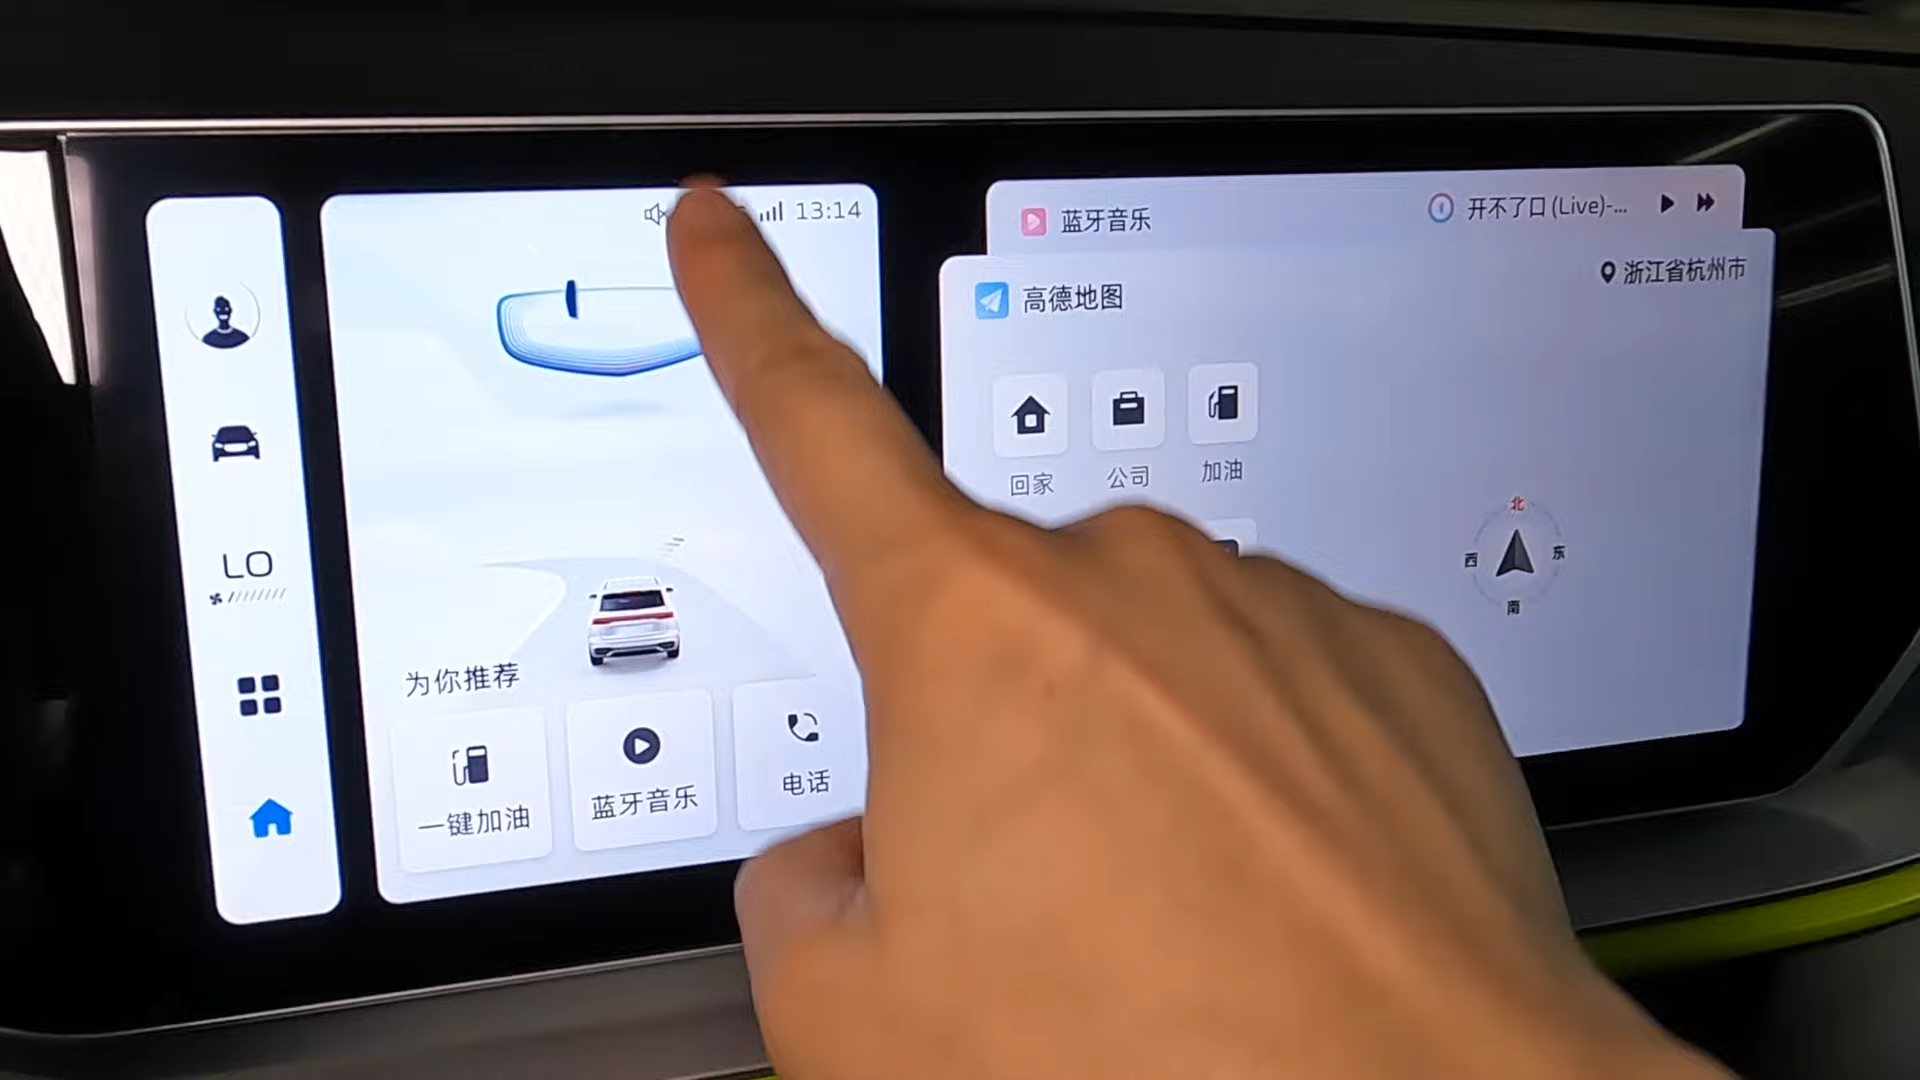 13:14
LO
为你推荐
一键加油
蓝牙音乐
电话
蓝牙音乐
开不了口(Live)-...
高德地图
浙江省杭州市
回家
公司
加油
北
西
东
南